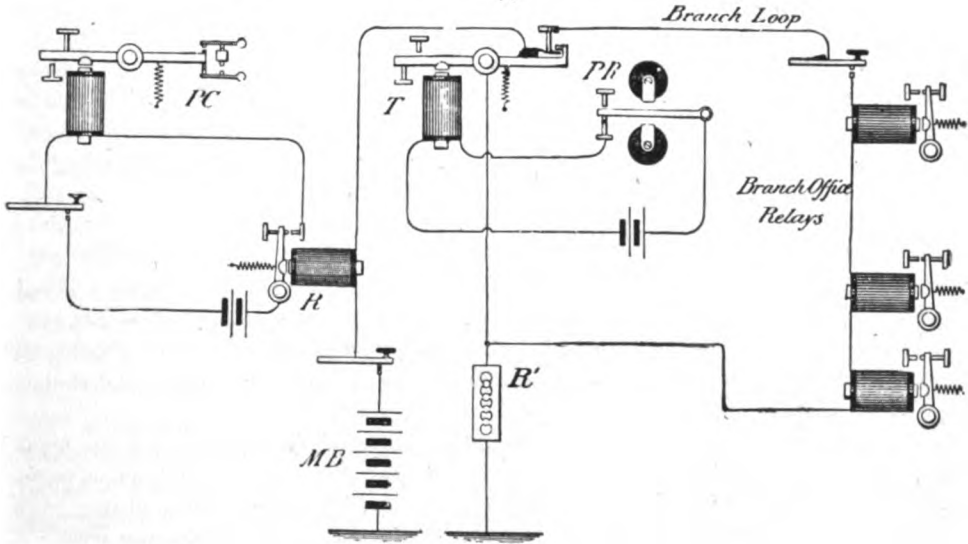 Branch Loop
PC
T
PR
Branch Office
Relays
R
R'
MB